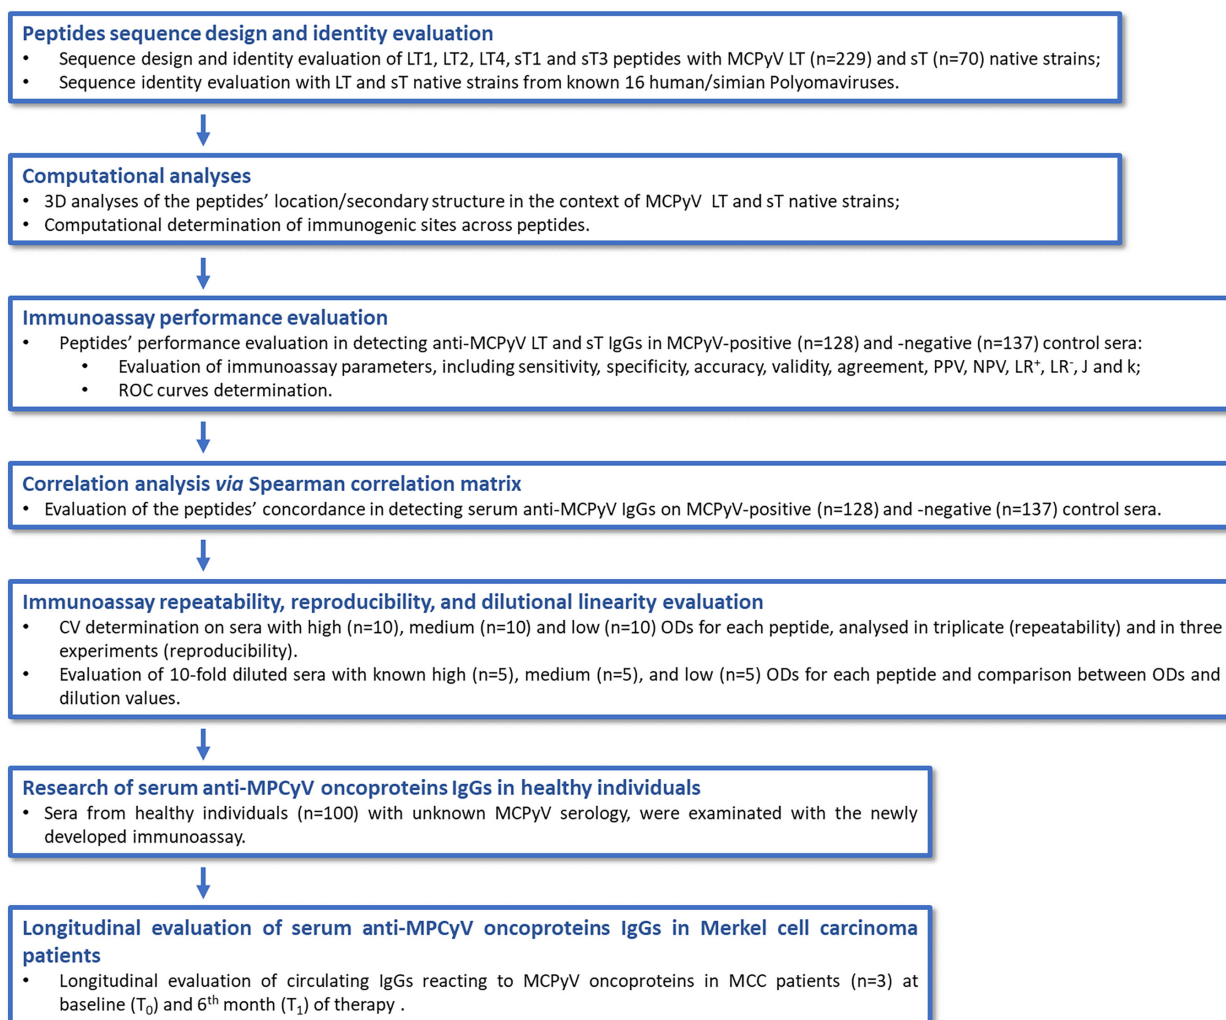 Peptides sequence design and identity evaluation
• Sequence design and identity evaluation of LT1, LT2, LT4, sT1 and sT3 peptides with MCPyV LT (n=229) and sT (n=70) native strains;
• Sequence identity evaluation with LT and sT native strains from known 16 human/simian Polyomaviruses.
Computational analyses
• 3D analyses of the peptides’ location/secondary structure in the context of MCPyV LT and sT native strains;
• Computational determination of immunogenic sites across peptides.
Immunoassay performance evaluation
• Peptides’ performance evaluation in detecting anti-MCPyV LT and sT IgGs in MCPyV-positive (n=128) and -negative (n=137) control sera:
• Evaluation of immunoassay parameters, including sensitivity, specificity, accuracy, validity, agreement, PPV, NPV, LR⁺, LR⁻, J and k;
• ROC curves determination.
Correlation analysis via Spearman correlation matrix
• Evaluation of the peptides’ concordance in detecting serum anti-MCPyV IgGs on MCPyV-positive (n=128) and -negative (n=137) control sera.
Immunoassay repeatability, reproducibility, and dilutional linearity evaluation
• CV determination on sera with high (n=10), medium (n=10) and low (n=10) ODs for each peptide, analysed in triplicate (repeatability) and in three
experiments (reproducibility).
• Evaluation of 10-fold diluted sera with known high (n=5), medium (n=5), and low (n=5) ODs for each peptide and comparison between ODs and
dilution values.
Research of serum anti-MPCyV oncoproteins IgGs in healthy individuals
• Sera from healthy individuals (n=100) with unknown MCPyV serology, were examined with the newly
developed immunoassay.
Longitudinal evaluation of serum anti-MPCyV oncoproteins IgGs in Merkel cell carcinoma
patients
• Longitudinal evaluation of circulating IgGs reacting to MCPyV oncoproteins in MCC patients (n=3) at
baseline (T₀) and 6ᵗʰ month (T₁) of therapy .